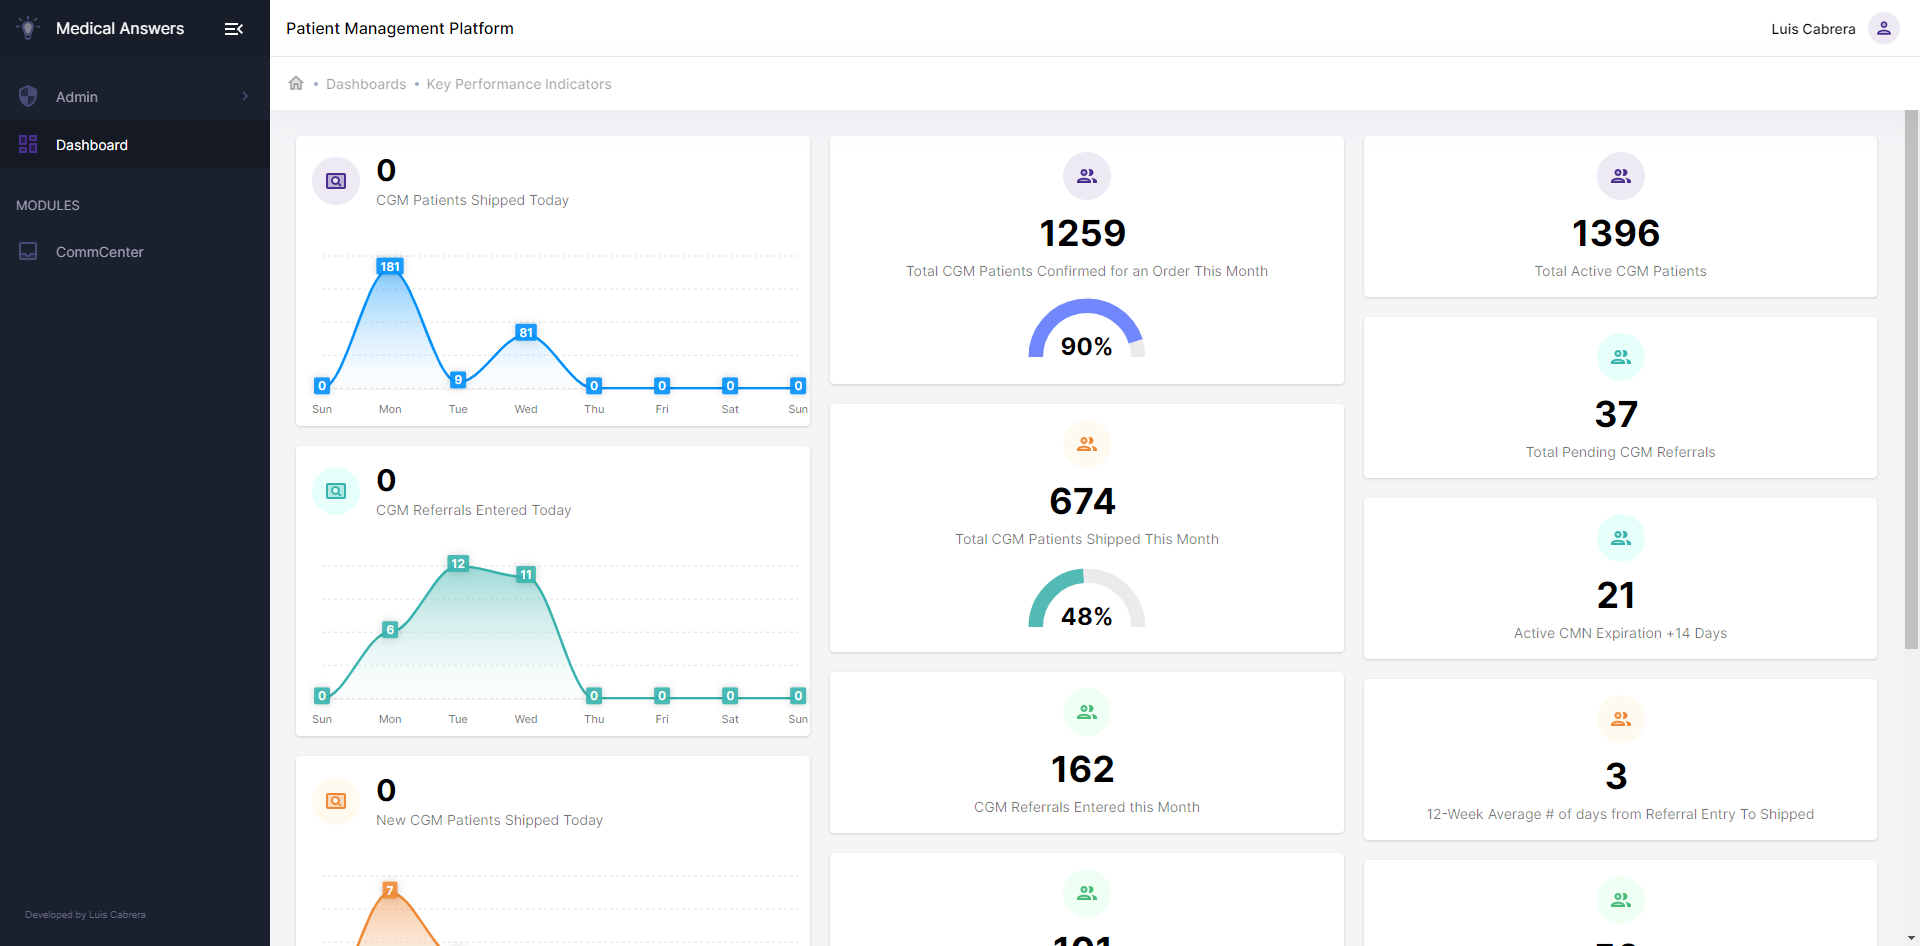 Medical Answers
Admin
Dashboard
MODULES
CommCenter
Developed by Luis Cabrera
Patient Management Platform
Luis Cabrera
Dashboards • Key Performance Indicators
0
CGM Patients Shipped Today
181
81
9
0
0
0
0
0
Sun Mon Tue Wed Thu Fri Sat Sun
0
CGM Referrals Entered Today
12
11
6
0
0
0
0
0
Sun Mon Tue Wed Thu Fri Sat Sun
0
New CGM Patients Shipped Today
7
1259
Total CGM Patients Confirmed for an Order This Month
90%
674
Total CGM Patients Shipped This Month
48%
162
CGM Referrals Entered this Month
1396
Total Active CGM Patients
37
Total Pending CGM Referrals
21
Active CMN Expiration +14 Days
3
12-Week Average # of days from Referral Entry To Shipped